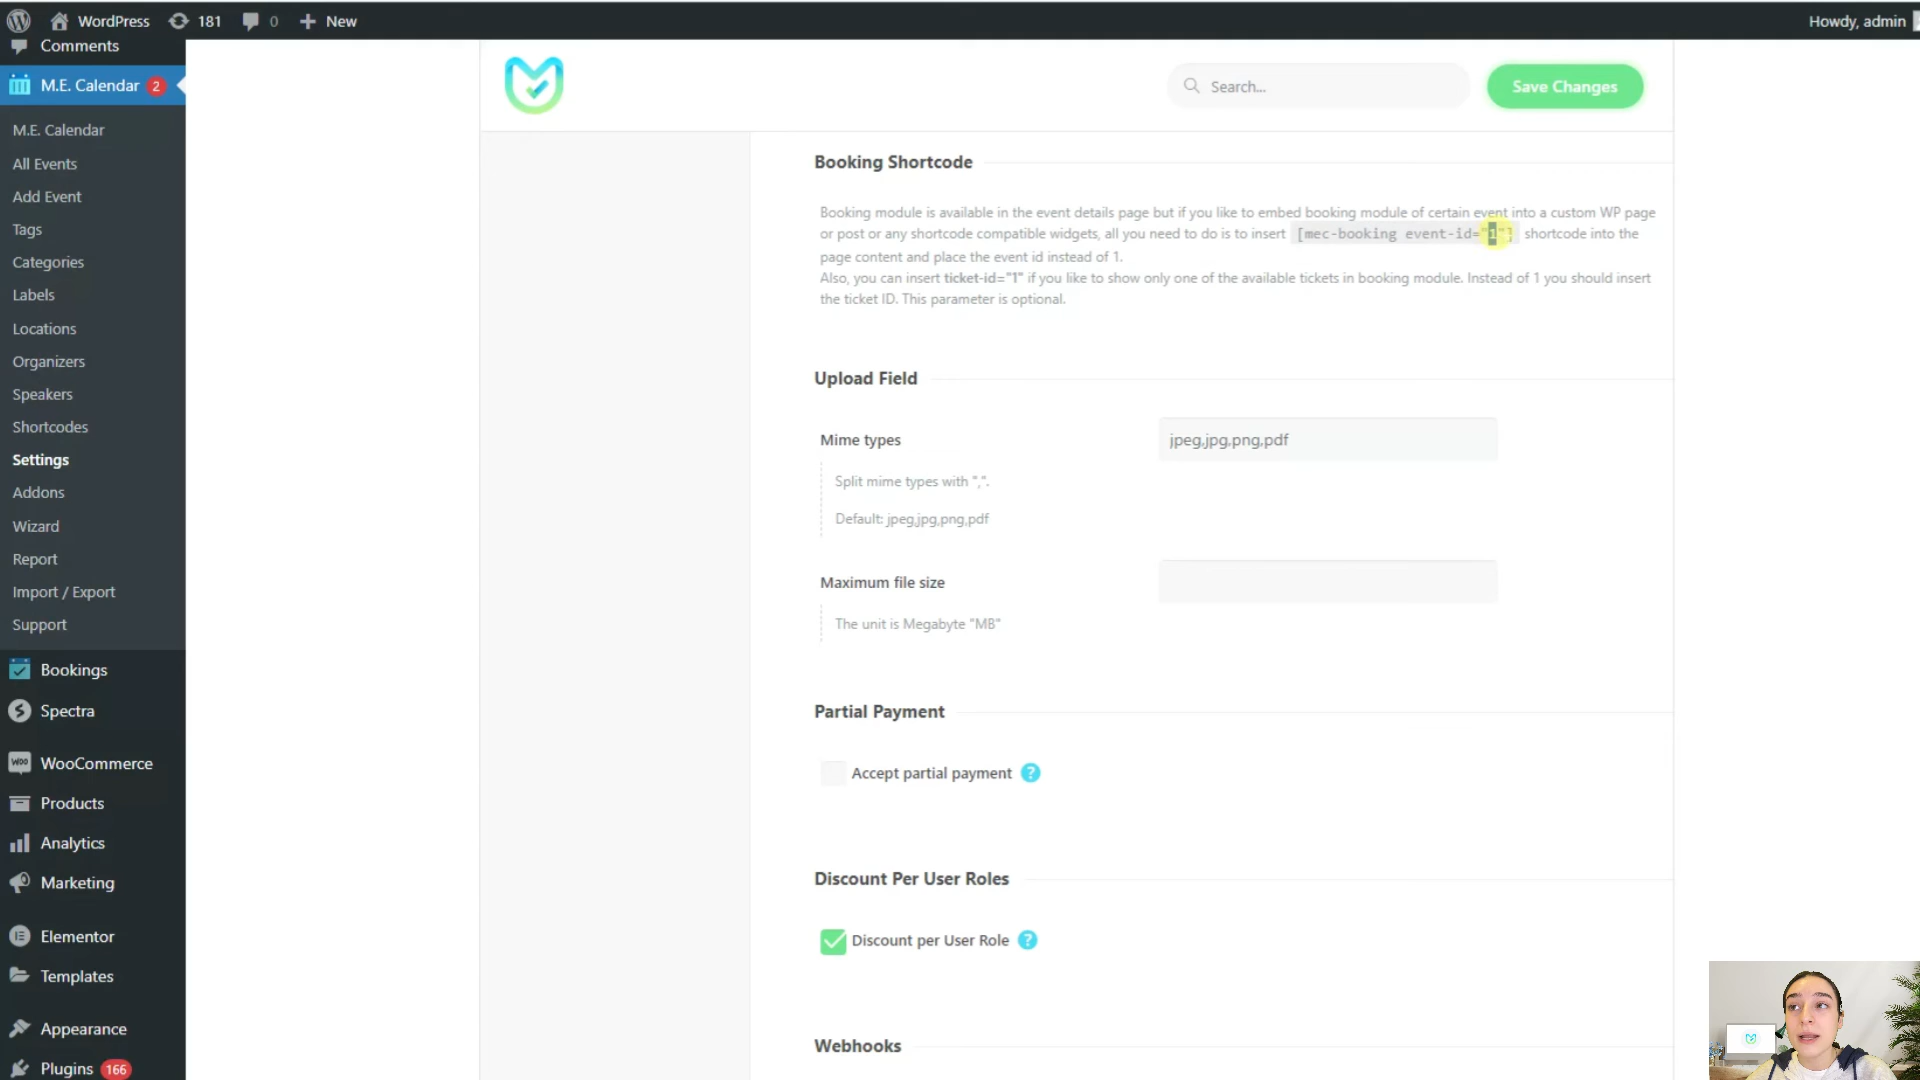 WordPress
181
0
New
Howdy, admin
Comments
M.E. Calendar 2
M.E. Calendar
All Events
Add Event
Tags
Categories
Labels
Locations
Organizers
Speakers
Shortcodes
Settings
Addons
Wizard
Report
Import / Export
Support
Bookings
Spectra
WooCommerce
Products
Analytics
Marketing
Elementor
Templates
Appearance
Plugins 166
Search...
Save Changes
Booking Shortcode
Booking module is available in the event details page but if you like to embed booking module of certain event into a custom WP page
or post or any shortcode compatible widgets, all you need to do is to insert [mec-booking event-id="1"] shortcode into the
page content and place the event id instead of 1.
Also, you can insert ticket-id="1" if you like to show only one of the available tickets in booking module. Instead of 1 you should insert
the ticket ID. This parameter is optional.
Upload Field
Mime types
jpeg,jpg,png,pdf
Split mime types with ",".
Default: jpeg,jpg,png,pdf
Maximum file size
The unit is Megabyte "MB"
Partial Payment
Accept partial payment ?
Discount Per User Roles
Discount per User Role ?
Webhooks